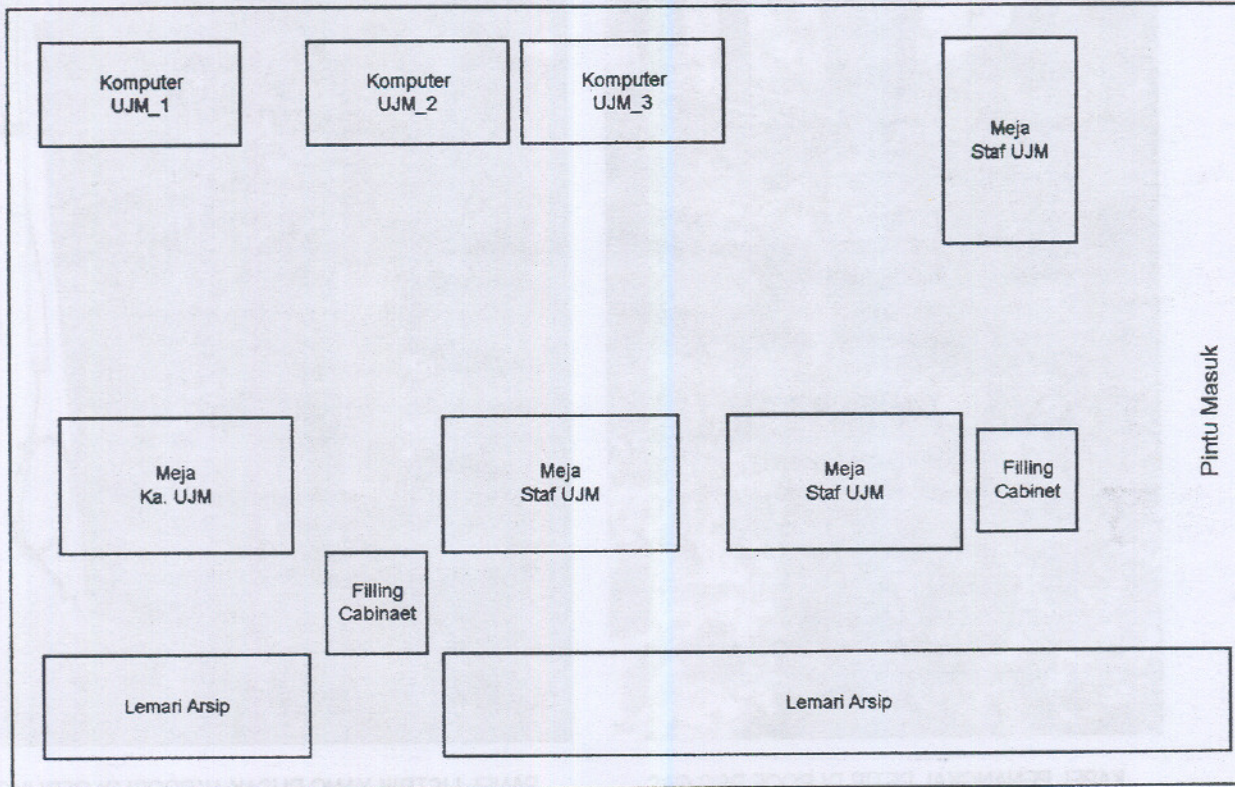 Komputer
UJM_1
Komputer
UJM_2
Komputer
UJM_3
Meja
Staf UJM
Pintu Masuk
Meja
Ka. UJM
Meja
Staf UJM
Meja
Staf UJM
Filling
Cabinet
Filling
Cabinaet
Lemari Arsip
Lemari Arsip